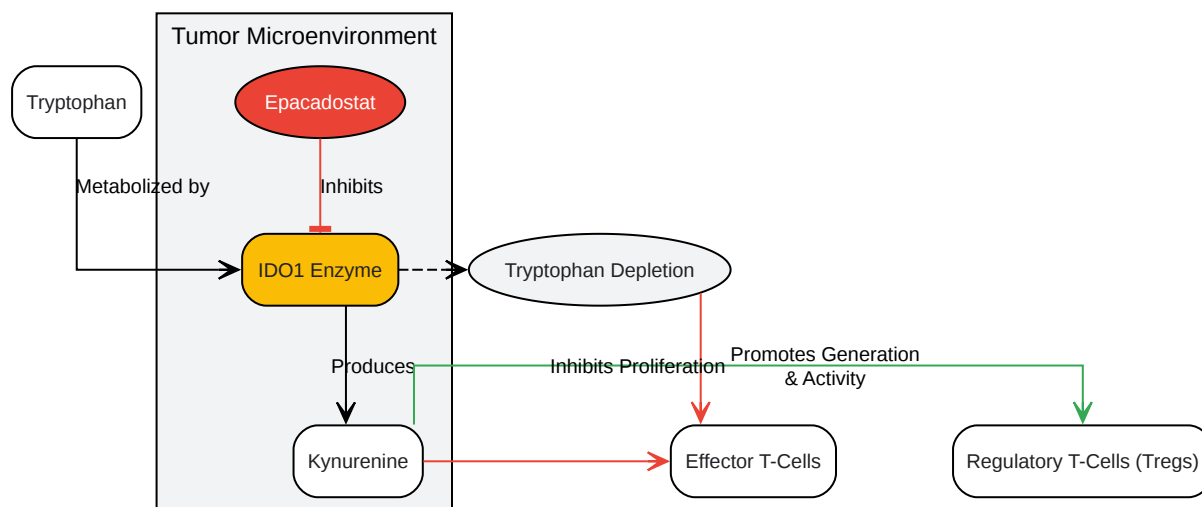 Tumor Microenvironment
Tryptophan
Epacadostat
Metabolized by
Inhibits
IDO1 Enzyme
Tryptophan Depletion
Produces
Inhibits Proliferation
Promotes Generation
& Activity
Kynurenine
Effector T-Cells
Regulatory T-Cells (Tregs)